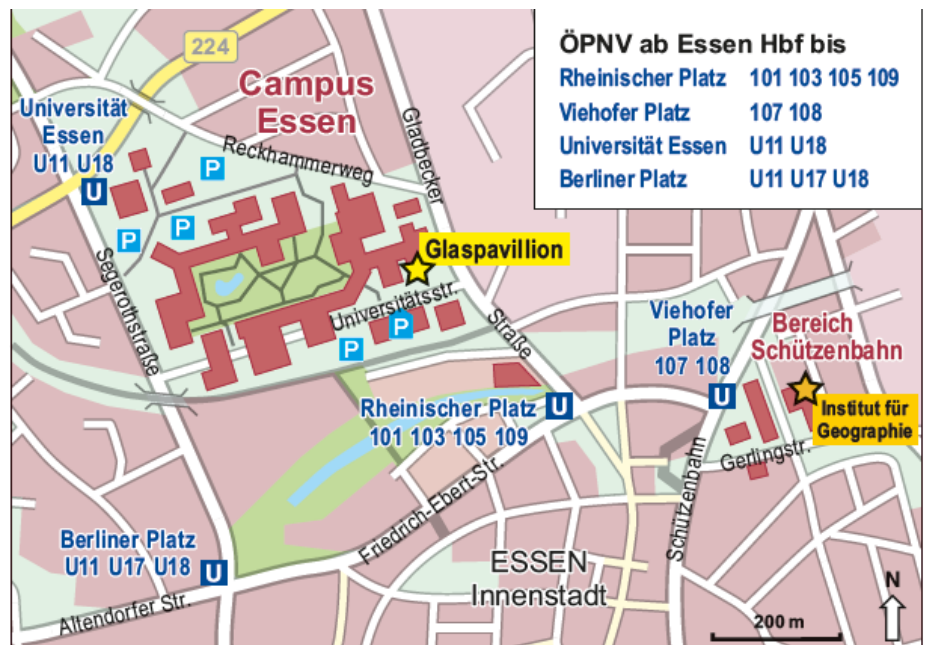 224
Campus
Essen
Universität
Essen
U11 U18
U
Reckhammerweg
Gladbecker
Straße
P
P
P
P
P
Glaspavillion
Universitätsstr.
Segerothstraße
ÖPNV ab Essen Hbf bis
Rheinischer Platz 101 103 105 109
Viehofer Platz 107 108
Universität Essen U11 U18
Berliner Platz U11 U17 U18
Viehofer
Platz
107 108
U
Bereich
Schützenbahn
Institut für
Geographie
Gerlingstr.
Schützenbahn
Rheinischer Platz
101 103 105 109
U
Friedrich-Ebert-Str.
Berliner Platz
U11 U17 U18
U
Altendorfer Str.
ESSEN
Innenstadt
200 m
N